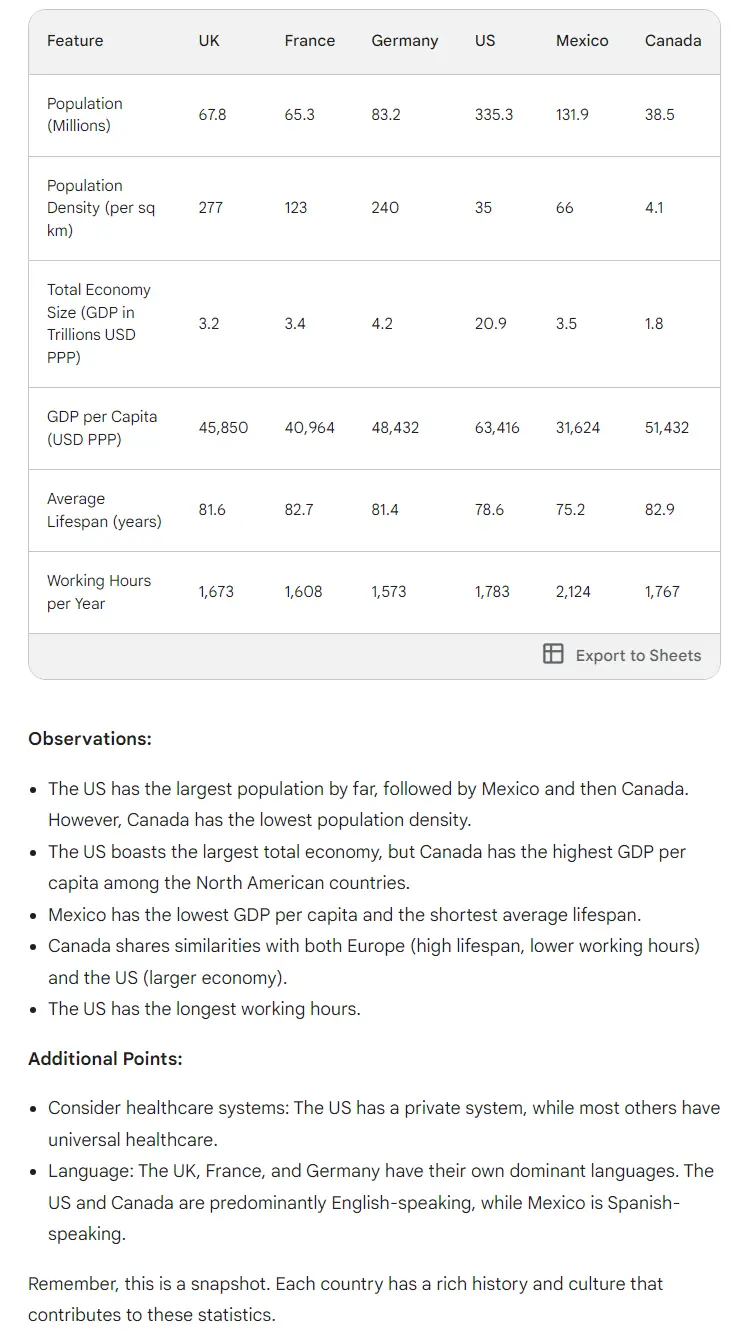 Feature UK France Germany US Mexico Canada
Population
(Millions) 67.8 65.3 83.2 335.3 131.9 38.5
Population
Density (per sq 277 123 240 35 66 4.1
km)
Total Economy
Size (GDP in
Trillions USD 3.2 3.4 4.2 20.9 3.5 1.8
PPP)
GDP per Capita
(USD PPP) 45,850 40,964 48,432 63,416 31,624 51,432
Average
Lifespan (years) 81.6 82.7 81.4 78.6 75.2 82.9
Working Hours
per Year 1,673 1,608 1,573 1,783 2,124 1,767
Export to Sheets
Observations:
• The US has the largest population by far, followed by Mexico and then Canada.
However, Canada has the lowest population density.
• The US boasts the largest total economy, but Canada has the highest GDP per
capita among the North American countries.
• Mexico has the lowest GDP per capita and the shortest average lifespan.
• Canada shares similarities with both Europe (high lifespan, lower working hours)
and the US (larger economy).
• The US has the longest working hours.
Additional Points:
• Consider healthcare systems: The US has a private system, while most others have
universal healthcare.
• Language: The UK, France, and Germany have their own dominant languages. The
US and Canada are predominantly English-speaking, while Mexico is Spanish-
speaking.
Remember, this is a snapshot. Each country has a rich history and culture that
contributes to these statistics.